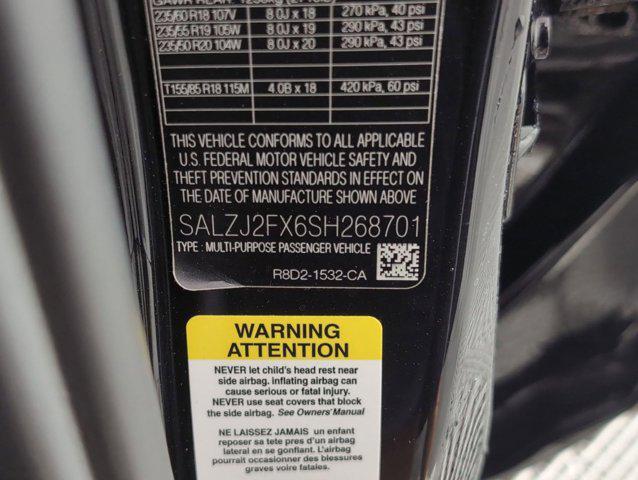 235/60 R18 107V 8.0J x 18 270 kPa, 40 psi
235/55 R19 105W 8.0J x 19 290 kPa, 43 psi
235/50 R20 104W 8.0J x 20 290 kPa, 43 psi
T155/85 R18 115M 4.0B x 18 420 kPa, 60 psi
THIS VEHICLE CONFORMS TO ALL APPLICABLE
U.S. FEDERAL MOTOR VEHICLE SAFETY AND
THEFT PREVENTION STANDARDS IN EFFECT ON
THE DATE OF MANUFACTURE SHOWN ABOVE
SALZJ2FX6SH268701
TYPE : MULTI-PURPOSE PASSENGER VEHICLE
R8D2-1532-CA
WARNING
ATTENTION
NEVER let child's head rest near
side airbag. inflating airbag can
cause serious or fatal injury.
NEVER use seat covers that block
the side airbag. See Owners' Manual
NE LAISSEZ JAMAIS un enfant
reposer sa tete pres d'un airbag
lateral en se gonflant. L'airbag
pourrait occasionner des blessures
graves voire fatales.